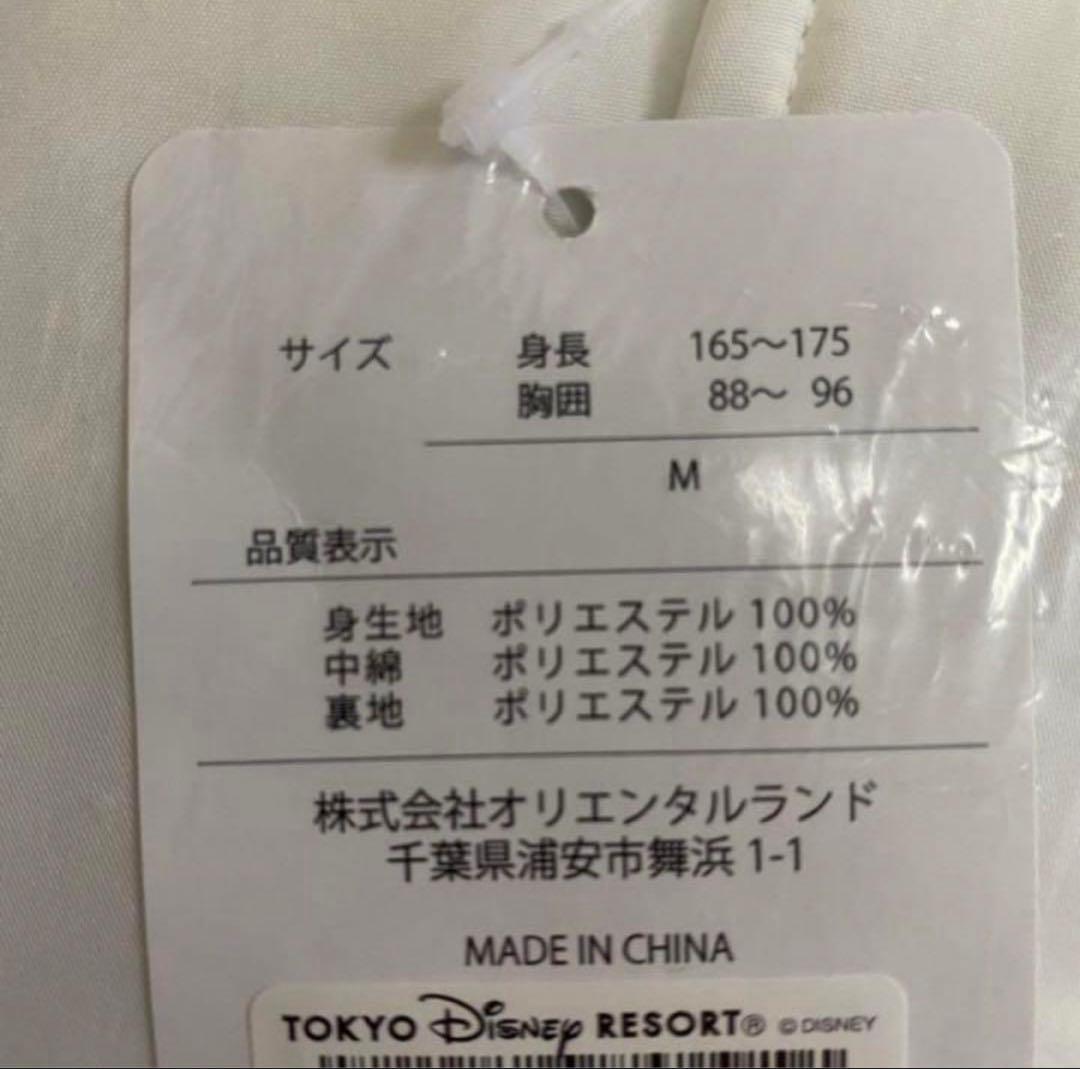 サイズ 身長 165～175
胸囲 88～ 96
M
品質表示
身生地 ポリエステル 100%
中綿 ポリエステル 100%
裏地 ポリエステル 100%
株式会社オリエンタルランド
千葉県浦安市舞浜 1-1
MADE IN CHINA
TOKYO Disney RESORT® ©DISNEY